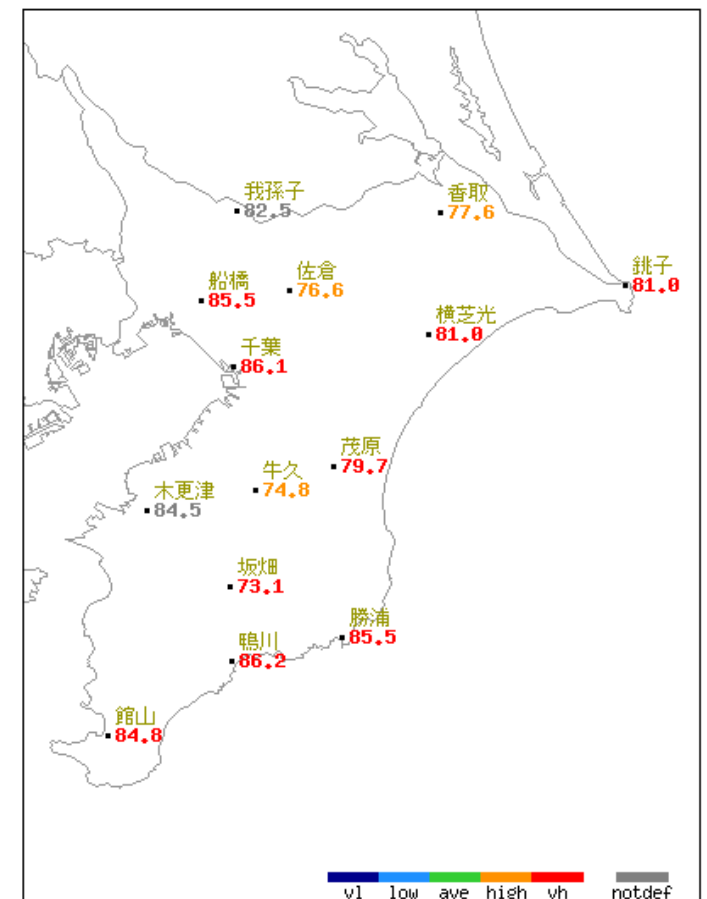 我孫子
82.5
香取
77.6
船橋
85.5
佐倉
76.6
銚子
81.0
横芝光
81.0
千葉
86.1
茂原
79.7
牛久
74.8
木更津
84.5
坂畑
73.1
勝浦
85.5
鴨川
86.2
館山
84.8
vl low ave high vh notdef